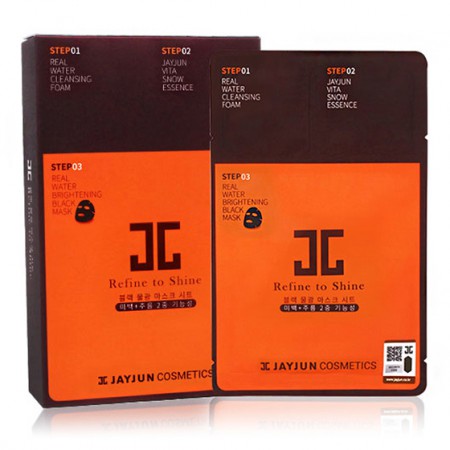 STEP01
REAL
WATER
CLEANSING
FOAM
STEP02
JAYJUN
VITA
SNOW
ESSENCE
STEP03
REAL
WATER
BRIGHTENING
BLACK
MASK
Refine to Shine
블랙 물광 마스크 시트
미백+주름 2중 기능성
JAYJUN COSMETICS
STEP01
REAL
WATER
CLEANSING
FOAM
STEP02
JAYJUN
VITA
SNOW
ESSENCE
STEP03
REAL
WATER
BRIGHTENING
BLACK
MASK
Refine to Shine
블랙 물광 마스크 시트
미백+주름 2중 기능성
JAYJUN COSMETICS